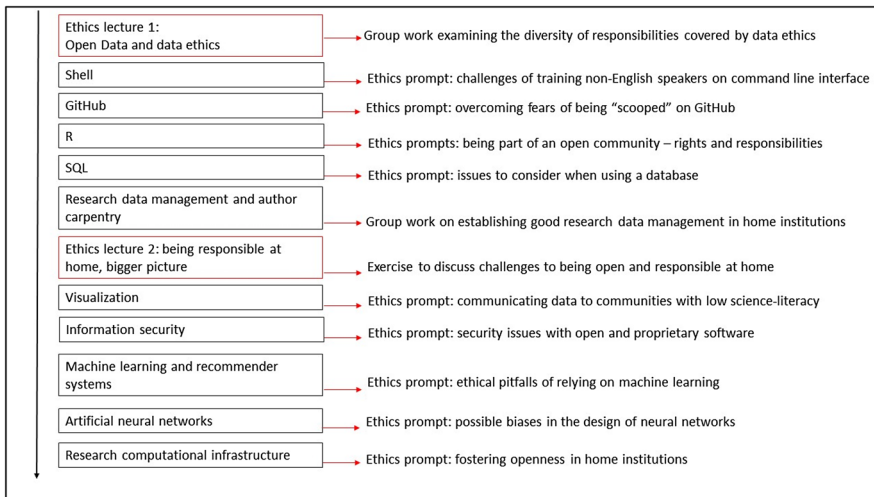 Ethics lecture 1:
Open Data and data ethics
Group work examining the diversity of responsibilities covered by data ethics
Shell
Ethics prompt: challenges of training non-English speakers on command line interface
GitHub
Ethics prompt: overcoming fears of being “scooped” on GitHub
R
Ethics prompts: being part of an open community – rights and responsibilities
SQL
Ethics prompt: issues to consider when using a database
Research data management and author
carpentry
Group work on establishing good research data management in home institutions
Ethics lecture 2: being responsible at
home, bigger picture
Exercise to discuss challenges to being open and responsible at home
Visualization
Ethics prompt: communicating data to communities with low science-literacy
Information security
Ethics prompt: security issues with open and proprietary software
Machine learning and recommender
systems
Ethics prompt: ethical pitfalls of relying on machine learning
Artificial neural networks
Ethics prompt: possible biases in the design of neural networks
Research computational infrastructure
Ethics prompt: fostering openness in home institutions